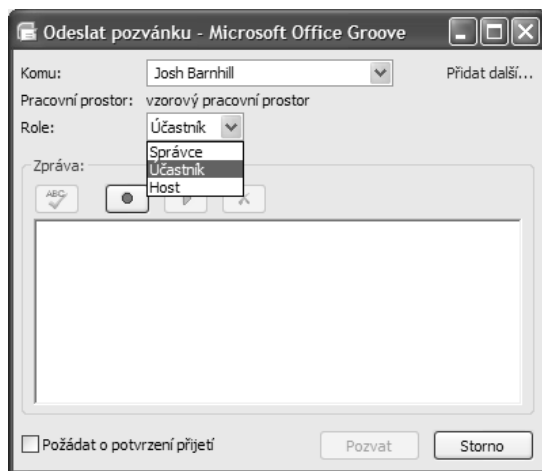 Odeslat pozvánku - Microsoft Office Groove
Komu: Josh Barnhill Přidat další...
Pracovní prostor: vzorový pracovní prostor
Role: Účastník
Správce
Účastník
Host
Zpráva:
ABC
Požádat o potvrzení přijetí Pozvat Storno